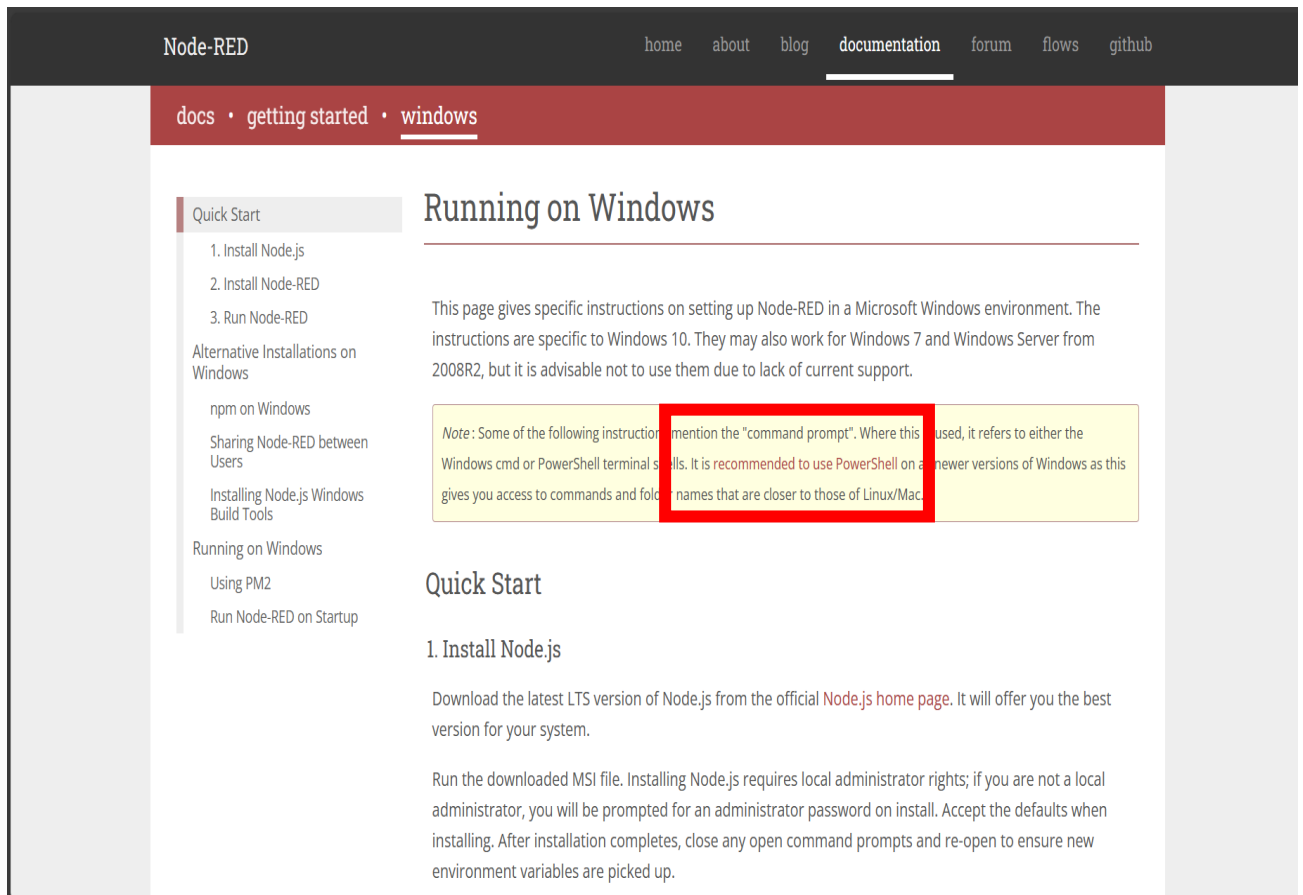 Node-RED
home about blog documentation forum flows github
docs • getting started • windows
Quick Start
1. Install Node.js
2. Install Node-RED
3. Run Node-RED
Alternative Installations on
Windows
npm on Windows
Sharing Node-RED between
Users
Installing Node.js Windows
Build Tools
Running on Windows
Using PM2
Run Node-RED on Startup
Running on Windows
This page gives specific instructions on setting up Node-RED in a Microsoft Windows environment. The
instructions are specific to Windows 10. They may also work for Windows 7 and Windows Server from
2008R2, but it is advisable not to use them due to lack of current support.
Note : Some of the following instruction mention the "command prompt". Where this used, it refers to either the
Windows cmd or PowerShell terminal s lls. It is recommended to use PowerShell on a newer versions of Windows as this
gives you access to commands and fold r names that are closer to those of Linux/Mac.
Quick Start
1. Install Node.js
Download the latest LTS version of Node.js from the official Node.js home page. It will offer you the best
version for your system.
Run the downloaded MSI file. Installing Node.js requires local administrator rights; if you are not a local
administrator, you will be prompted for an administrator password on install. Accept the defaults when
installing. After installation completes, close any open command prompts and re-open to ensure new
environment variables are picked up.